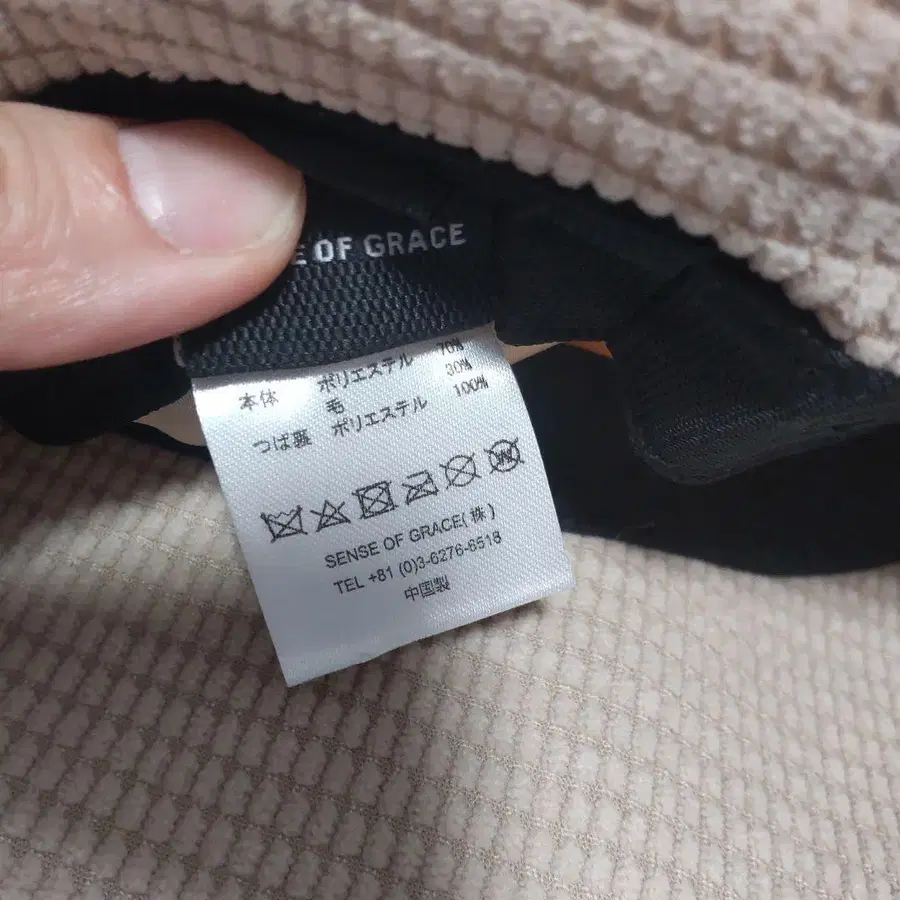 E OF GRACE
本体 ポリエステル 70%
毛 30%
つば裏 ポリエステル 100%
SENSE OF GRACE(株)
TEL +81 (0)3-6276-6518
中国製